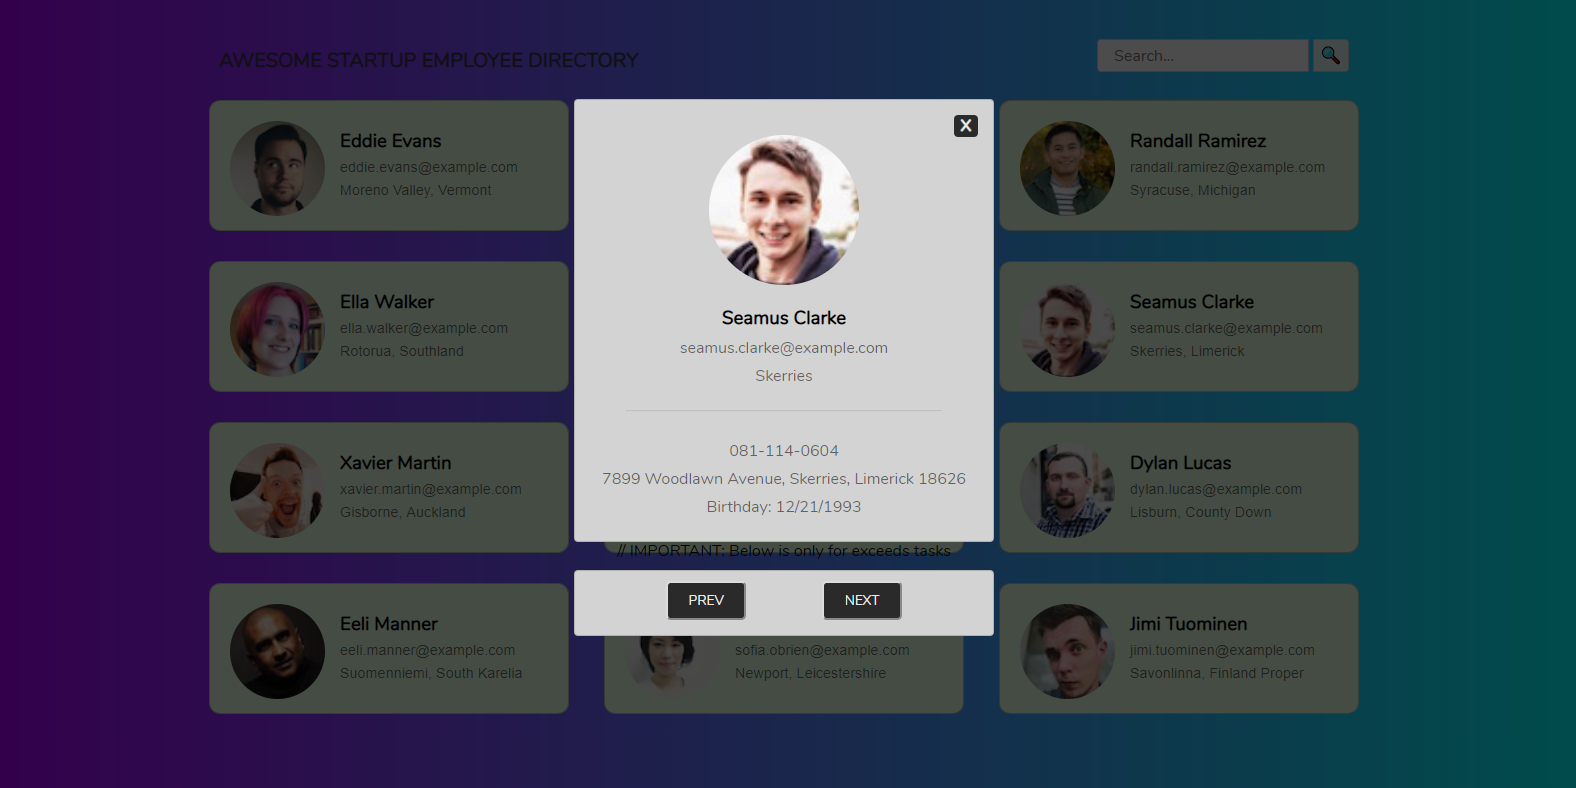 AWESOME STARTUP EMPLOYEE DIRECTORY
Search...
Eddie Evans
eddie.evans@example.com
Moreno Valley, Vermont
X
Randall Ramirez
randall.ramirez@example.com
Syracuse, Michigan
Ella Walker
ella.walker@example.com
Rotorua, Southland
Seamus Clarke
seamus.clarke@example.com
Skerries
Seamus Clarke
seamus.clarke@example.com
Skerries, Limerick
Xavier Martin
xavier.martin@example.com
Gisborne, Auckland
081-114-0604
7899 Woodlawn Avenue, Skerries, Limerick 18626
Birthday: 12/21/1993
Dylan Lucas
dylan.lucas@example.com
Lisburn, County Down
// IMPORTANT: Below is only for exceeds tasks
PREV
NEXT
Eeli Manner
eeli.manner@example.com
Suomenniemi, South Karelia
sofia.obrien@example.com
Newport, Leicestershire
Jimi Tuominen
jimi.tuominen@example.com
Savonlinna, Finland Proper